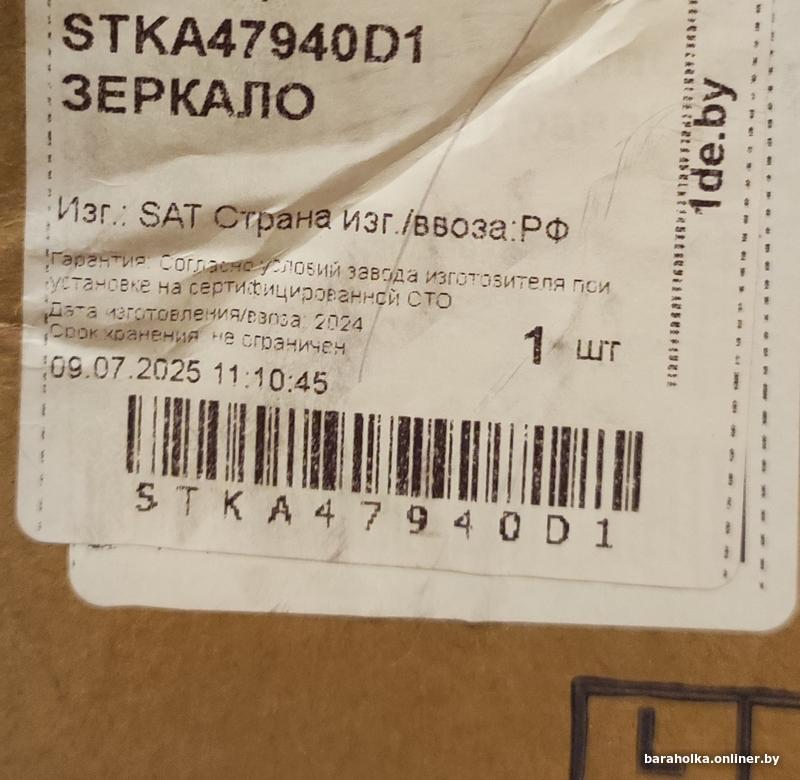 STKA47940D1
ЗЕРКАЛО
1de.by
Изг.: SAT Страна изг./ввоза:РФ
Гарантия: Согласно условий завода изготовителя при
установке на сертифицированной СТО
Дата изготовления/ввоза: 2024
Срок хранения: не ограничен
1 шт
09.07.2025 11:10:45
STKA47940D1
baraholka.onliner.by